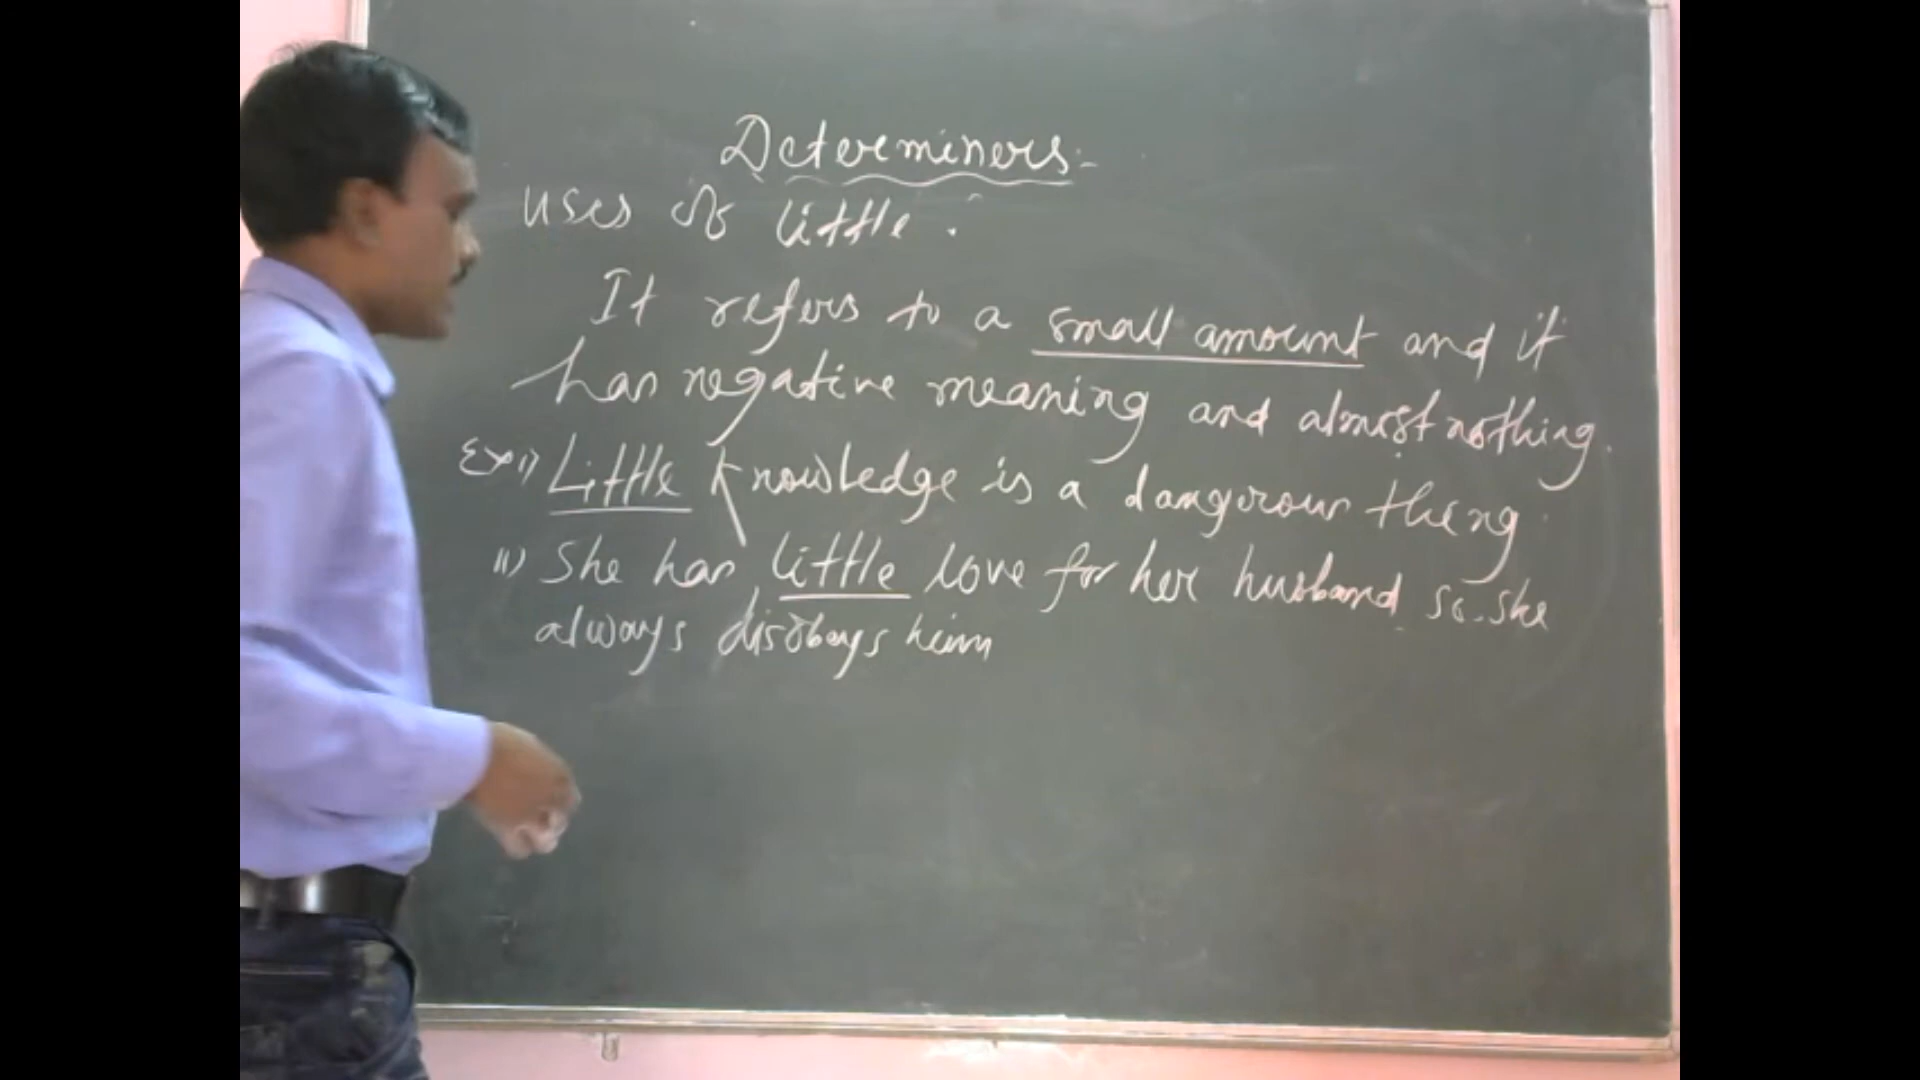 Determiners:-
uses of little :
It refers to a small amount and it
has negative meaning and almost nothing.
Ex i) Little Knowledge is a dangerous thing.
ii) She has little love for her husband so she
always disobeys him